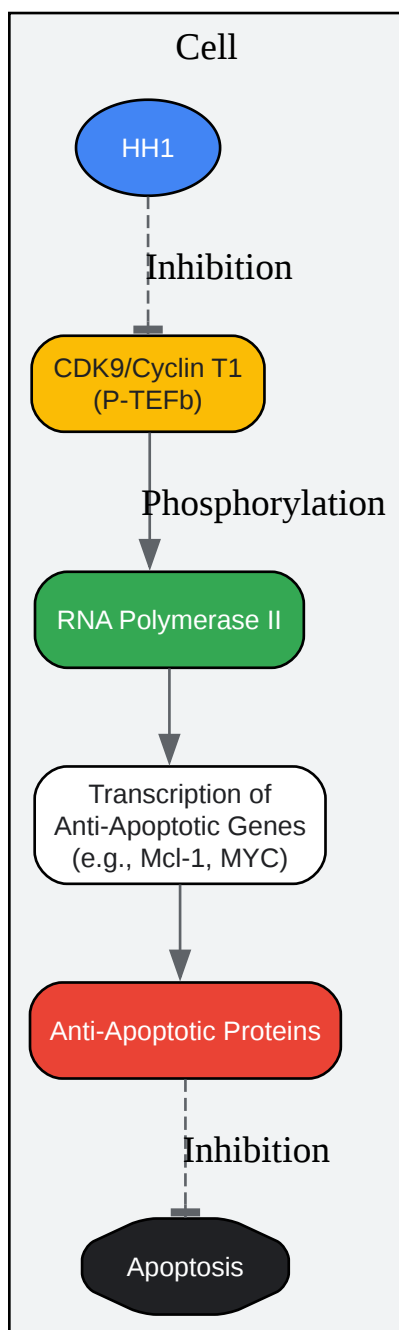 Cell
HH1
Inhibition
CDK9/Cyclin T1
(P-TEFb)
Phosphorylation
RNA Polymerase II
Transcription of
Anti-Apoptotic Genes
(e.g., Mcl-1, MYC)
Anti-Apoptotic Proteins
Inhibition
Apoptosis